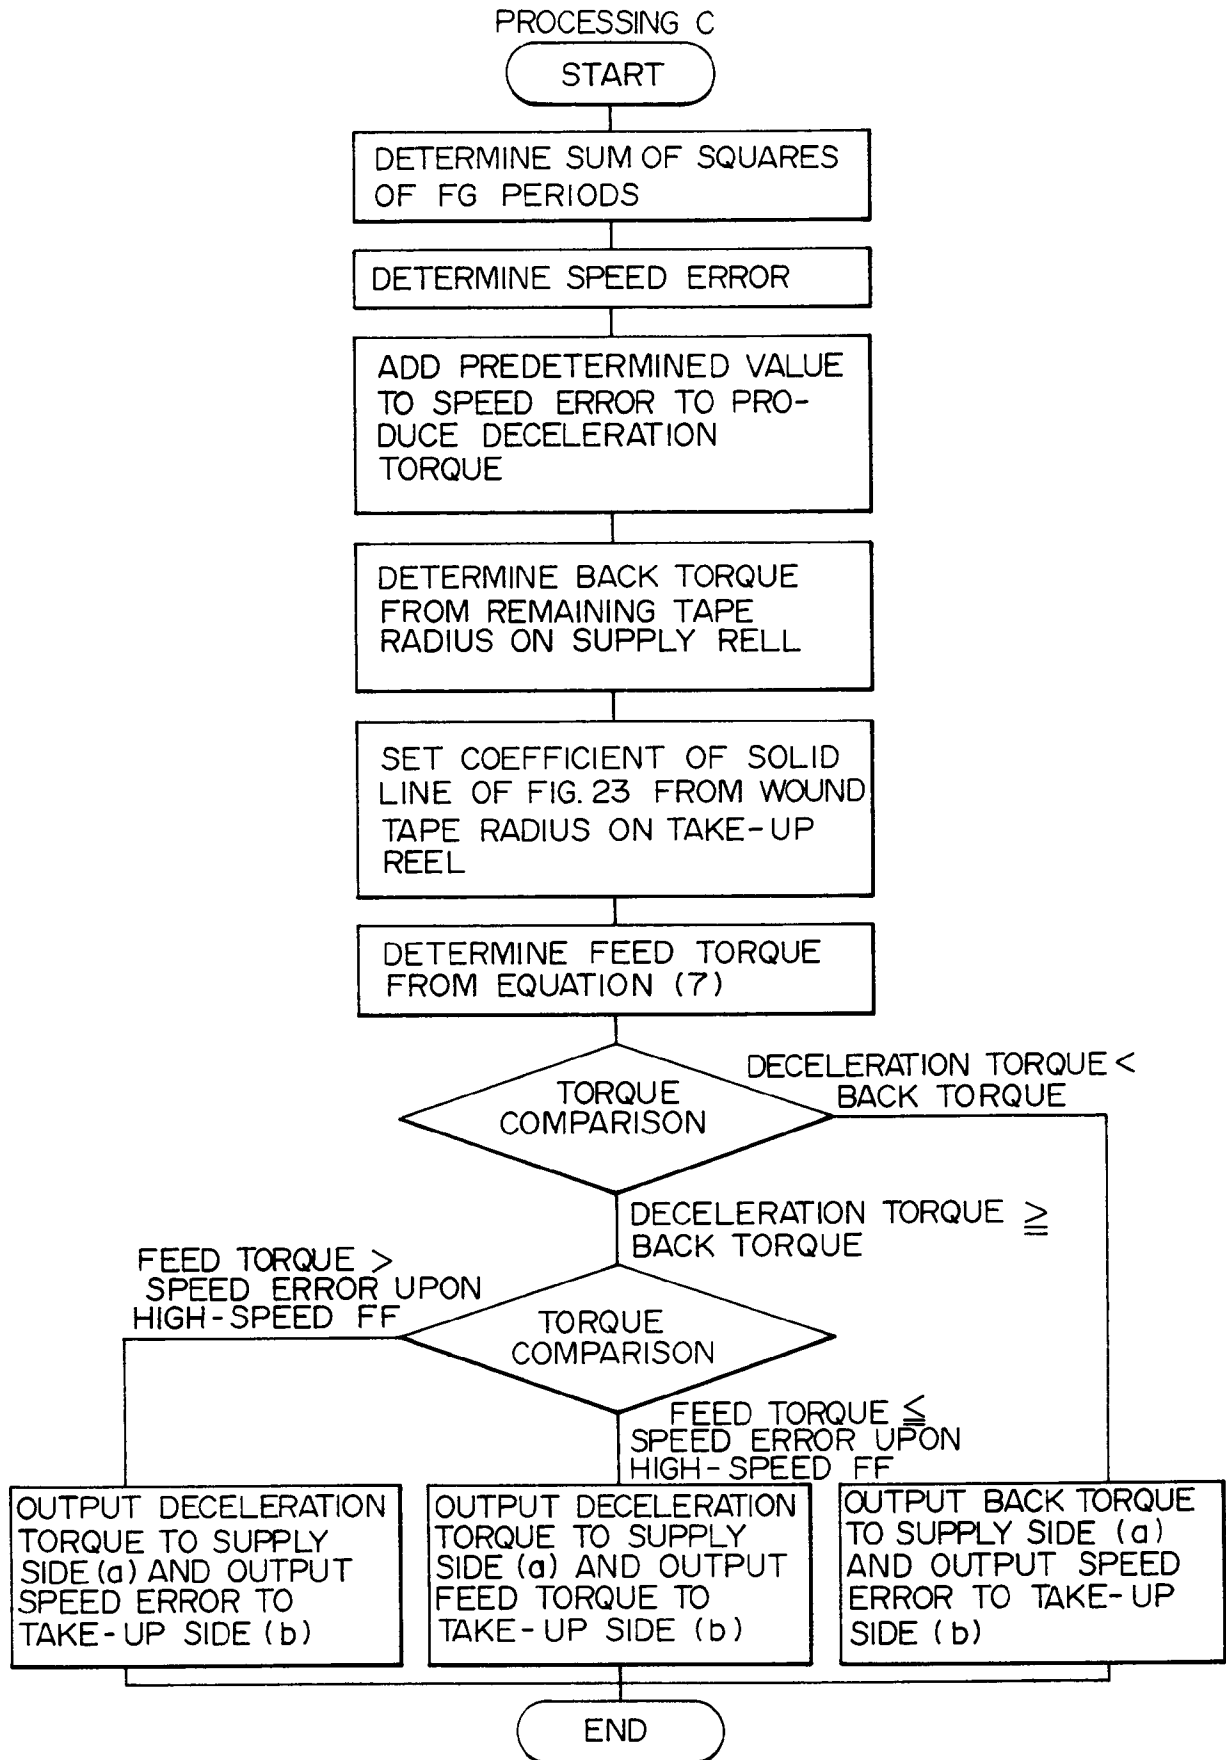 PROCESSING C
START
DETERMINE SUM OF SQUARES
OF FG PERIODS
DETERMINE SPEED ERROR
ADD PREDETERMINED VALUE
TO SPEED ERROR TO PRO-
DUCE DECELERATION
TORQUE
DETERMINE BACK TORQUE
FROM REMAINING TAPE
RADIUS ON SUPPLY RELL
SET COEFFICIENT OF SOLID
LINE OF FIG. 23 FROM WOUND
TAPE RADIUS ON TAKE-UP
REEL
DETERMINE FEED TORQUE
FROM EQUATION (7)
TORQUE
COMPARISON
DECELERATION TORQUE <
BACK TORQUE
DECELERATION TORQUE ≧
BACK TORQUE
FEED TORQUE >
SPEED ERROR UPON
HIGH-SPEED FF
TORQUE
COMPARISON
FEED TORQUE ≦
SPEED ERROR UPON
HIGH-SPEED FF
OUTPUT DECELERATION
TORQUE TO SUPPLY
SIDE (a) AND OUTPUT
SPEED ERROR TO
TAKE-UP SIDE (b)
OUTPUT DECELERATION
TORQUE TO SUPPLY
SIDE (a) AND OUTPUT
FEED TORQUE TO
TAKE-UP SIDE (b)
OUTPUT BACK TORQUE
TO SUPPLY SIDE (a)
AND OUTPUT SPEED
ERROR TO TAKE-UP
SIDE (b)
END